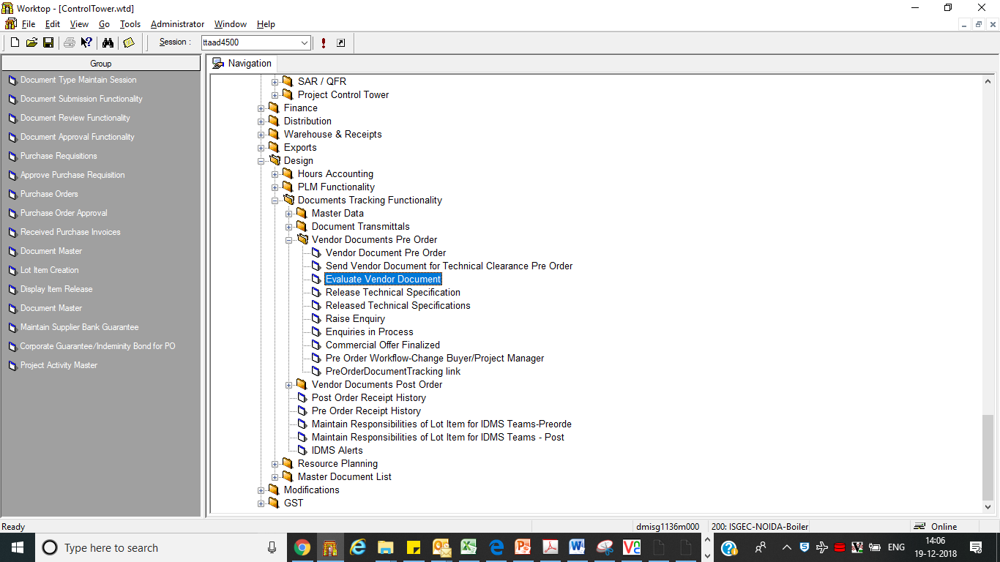 Worktop - [ControlTower.wtd]
File Edit View Go Tools Administrator Window Help
Session : ttaad4500
Group
Document Type Maintain Session
Document Submission Functionality
Document Review Functionality
Document Approval Functionality
Purchase Requisitions
Approve Purchase Requisition
Purchase Orders
Purchase Order Approval
Received Purchase Invoices
Document Master
Lot Item Creation
Display Item Release
Document Master
Maintain Supplier Bank Guarantee
Corporate Guarantee/Indeminity Bond for PO
Project Activity Master
Navigation
SAR / QFR
Project Control Tower
Finance
Distribution
Warehouse & Receipts
Exports
Design
Hours Accounting
PLM Functionality
Documents Tracking Functionality
Master Data
Document Transmittals
Vendor Documents Pre Order
Vendor Document Pre Order
Send Vendor Document for Technical Clearance Pre Order
Evaluate Vendor Document
Release Technical Specification
Released Technical Specifications
Raise Enquiry
Enquiries in Process
Commercial Offer Finalized
Pre Order Workflow-Change Buyer/Project Manager
PreOrderDocumentTracking link
Vendor Documents Post Order
Post Order Receipt History
Pre Order Receipt History
Maintain Responsibilities of Lot Item for IDMS Teams-Preorde
Maintain Responsibilities of Lot Item for IDMS Teams - Post
IDMS Alerts
Resource Planning
Master Document List
Modifications
GST
Ready
dmisg1136m000
200: ISGEC-NOIDA-Boiler
Online
Type here to search
ENG
14:06
19-12-2018